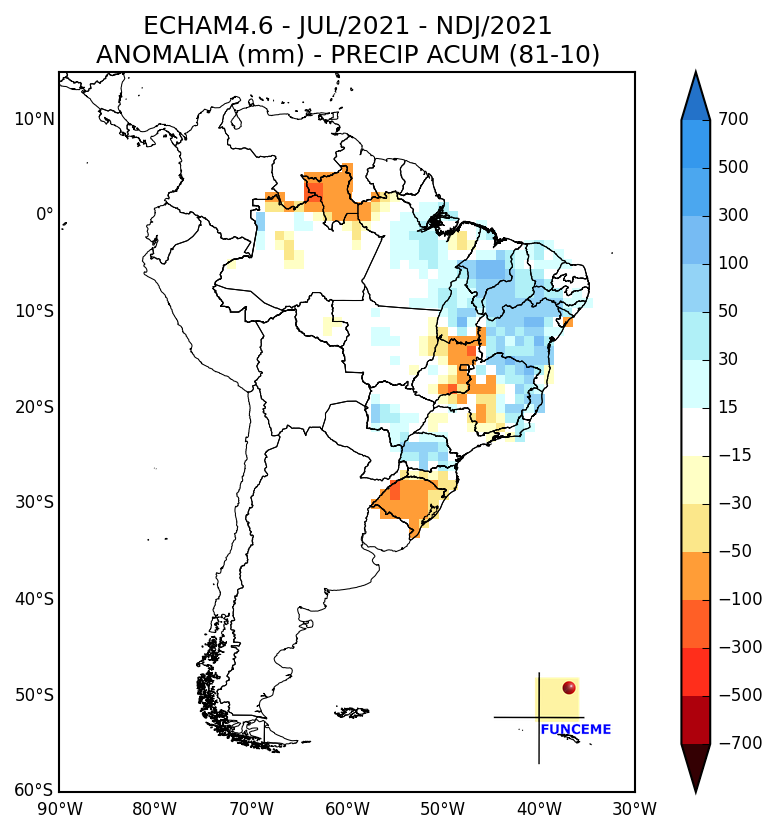 ECHAM4.6 - JUL/2021 - NDJ/2021
ANOMALIA (mm) - PRECIP ACUM (81-10)
10°N
0°
10°S
20°S
30°S
40°S
50°S
60°S
90°W
80°W
70°W
60°W
50°W
40°W
30°W
700
500
300
100
50
30
15
−15
−30
−50
−100
−300
−500
−700
FUNCEME